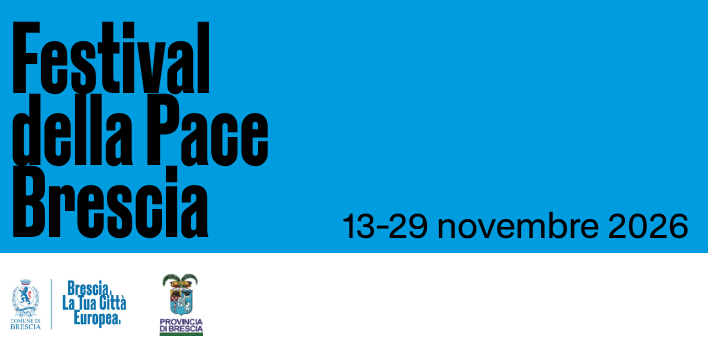 Festival
della Pace
Brescia
13-29 novembre 2026
COMUNE DI
BRESCIA
Brescia.
La Tua Città
Europea.
PROVINCIA
DI BRESCIA